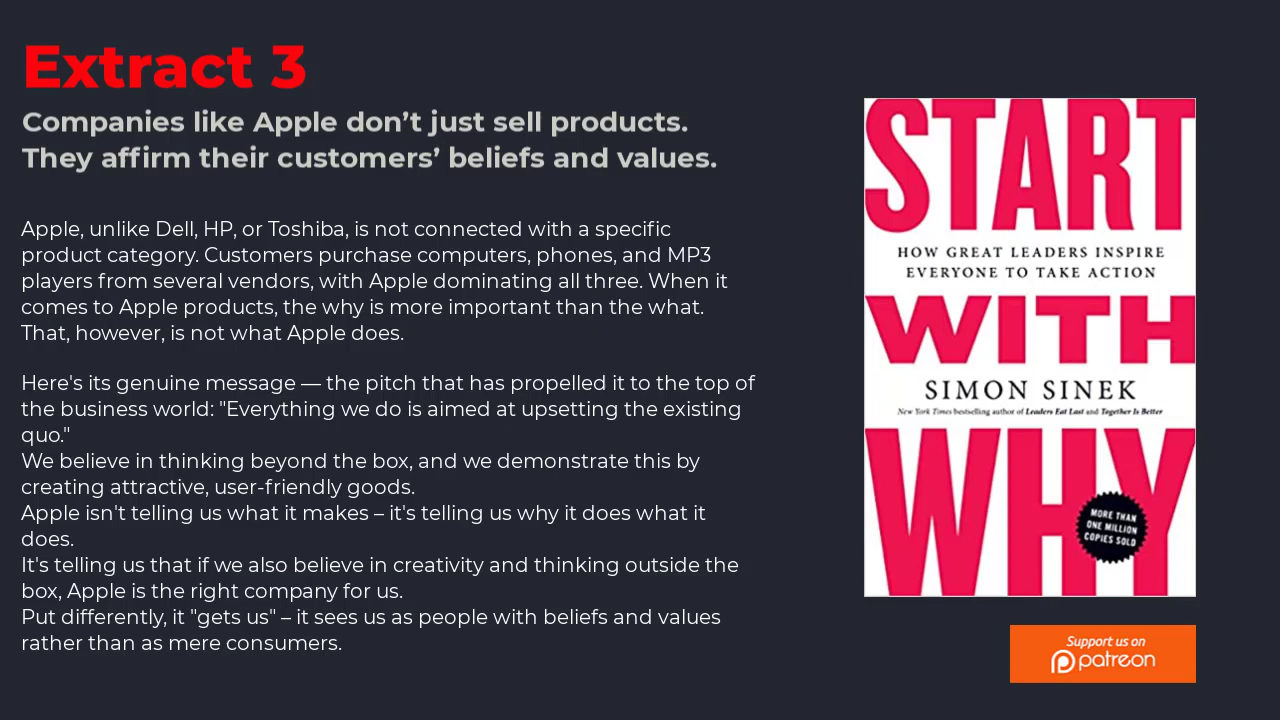 Extract 3
Companies like Apple don’t just sell products.
They affirm their customers’ beliefs and values.
Apple, unlike Dell, HP, or Toshiba, is not connected with a specific
product category. Customers purchase computers, phones, and MP3
players from several vendors, with Apple dominating all three. When it
comes to Apple products, the why is more important than the what.
That, however, is not what Apple does.
Here's its genuine message — the pitch that has propelled it to the top of
the business world: "Everything we do is aimed at upsetting the existing
quo."
We believe in thinking beyond the box, and we demonstrate this by
creating attractive, user-friendly goods.
Apple isn't telling us what it makes – it's telling us why it does what it
does.
It's telling us that if we also believe in creativity and thinking outside the
box, Apple is the right company for us.
Put differently, it "gets us" – it sees us as people with beliefs and values
rather than as mere consumers.
START
HOW GREAT LEADERS INSPIRE
EVERYONE TO TAKE ACTION
WITH
SIMON SINEK
New York Times bestselling author of Leaders Eat Last and Together Is Better
WHY
MORE THAN
ONE MILLION
COPIES SOLD
Support us on
patreon